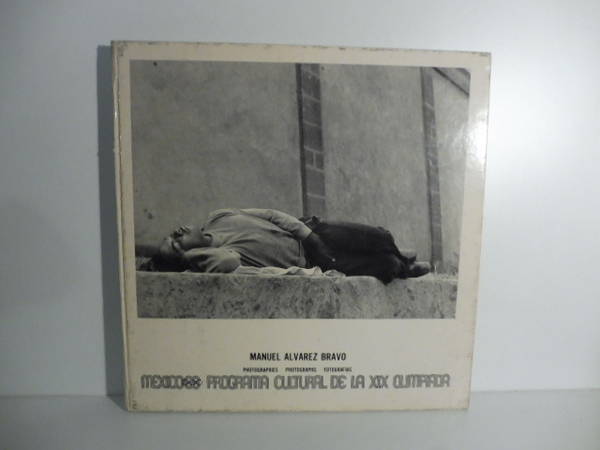 MANUEL ALVAREZ BRAVO
PHOTOGRAPHIES PHOTOGRAPHS FOTOGRAFIAS
MEXICO68 PROGRAMA CULTURAL DE LA XIX OLIMPIADA